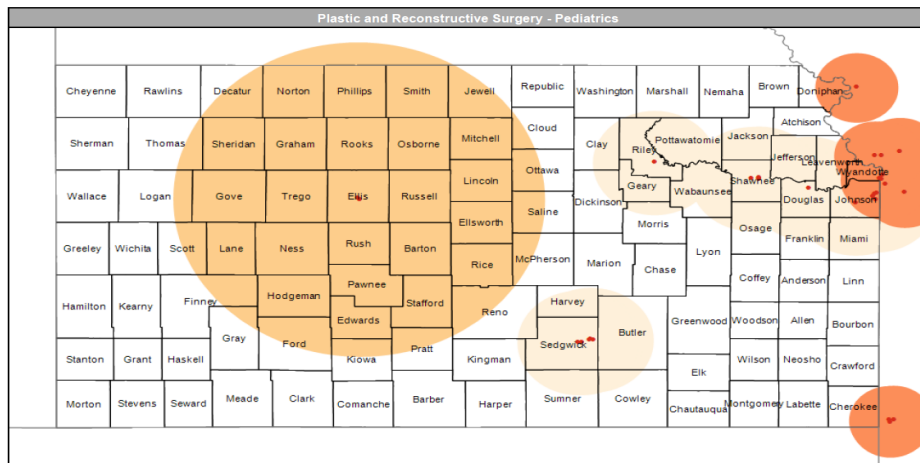 Plastic and Reconstructive Surgery - Pediatrics
Cheyenne Rawlins Decatur Norton Phillips Smith Jewell Republic Washington Marshall Nemaha Brown Doniphan
Sherman Thomas Sheridan Graham Rooks Osborne Mitchell Cloud Clay Riley Pottawatomie Jackson Atchison Jefferson Leavenworth
Wallace Logan Gove Trego Ellis Russell Lincoln Ottawa Geary Wabaunsee Shawnee Douglas Wyandotte Johnson
Saline Dickinson
Greeley Wichita Scott Lane Ness Rush Barton Ellsworth McPherson Marion Morris Chase Lyon Osage Franklin Miami
Hamilton Kearny Finney Hodgeman Pawnee Stafford Rice Reno Harvey Coffey Anderson Linn
Edwards
Stanton Grant Haskell Gray Ford Kiowa Pratt Kingman Sedgwick Butler Greenwood Woodson Allen Bourbon
Elk Wilson Neosho Crawford
Morton Stevens Seward Meade Clark Comanche Barber Harper Sumner Cowley Chautauqua Montgomery Labette Cherokee